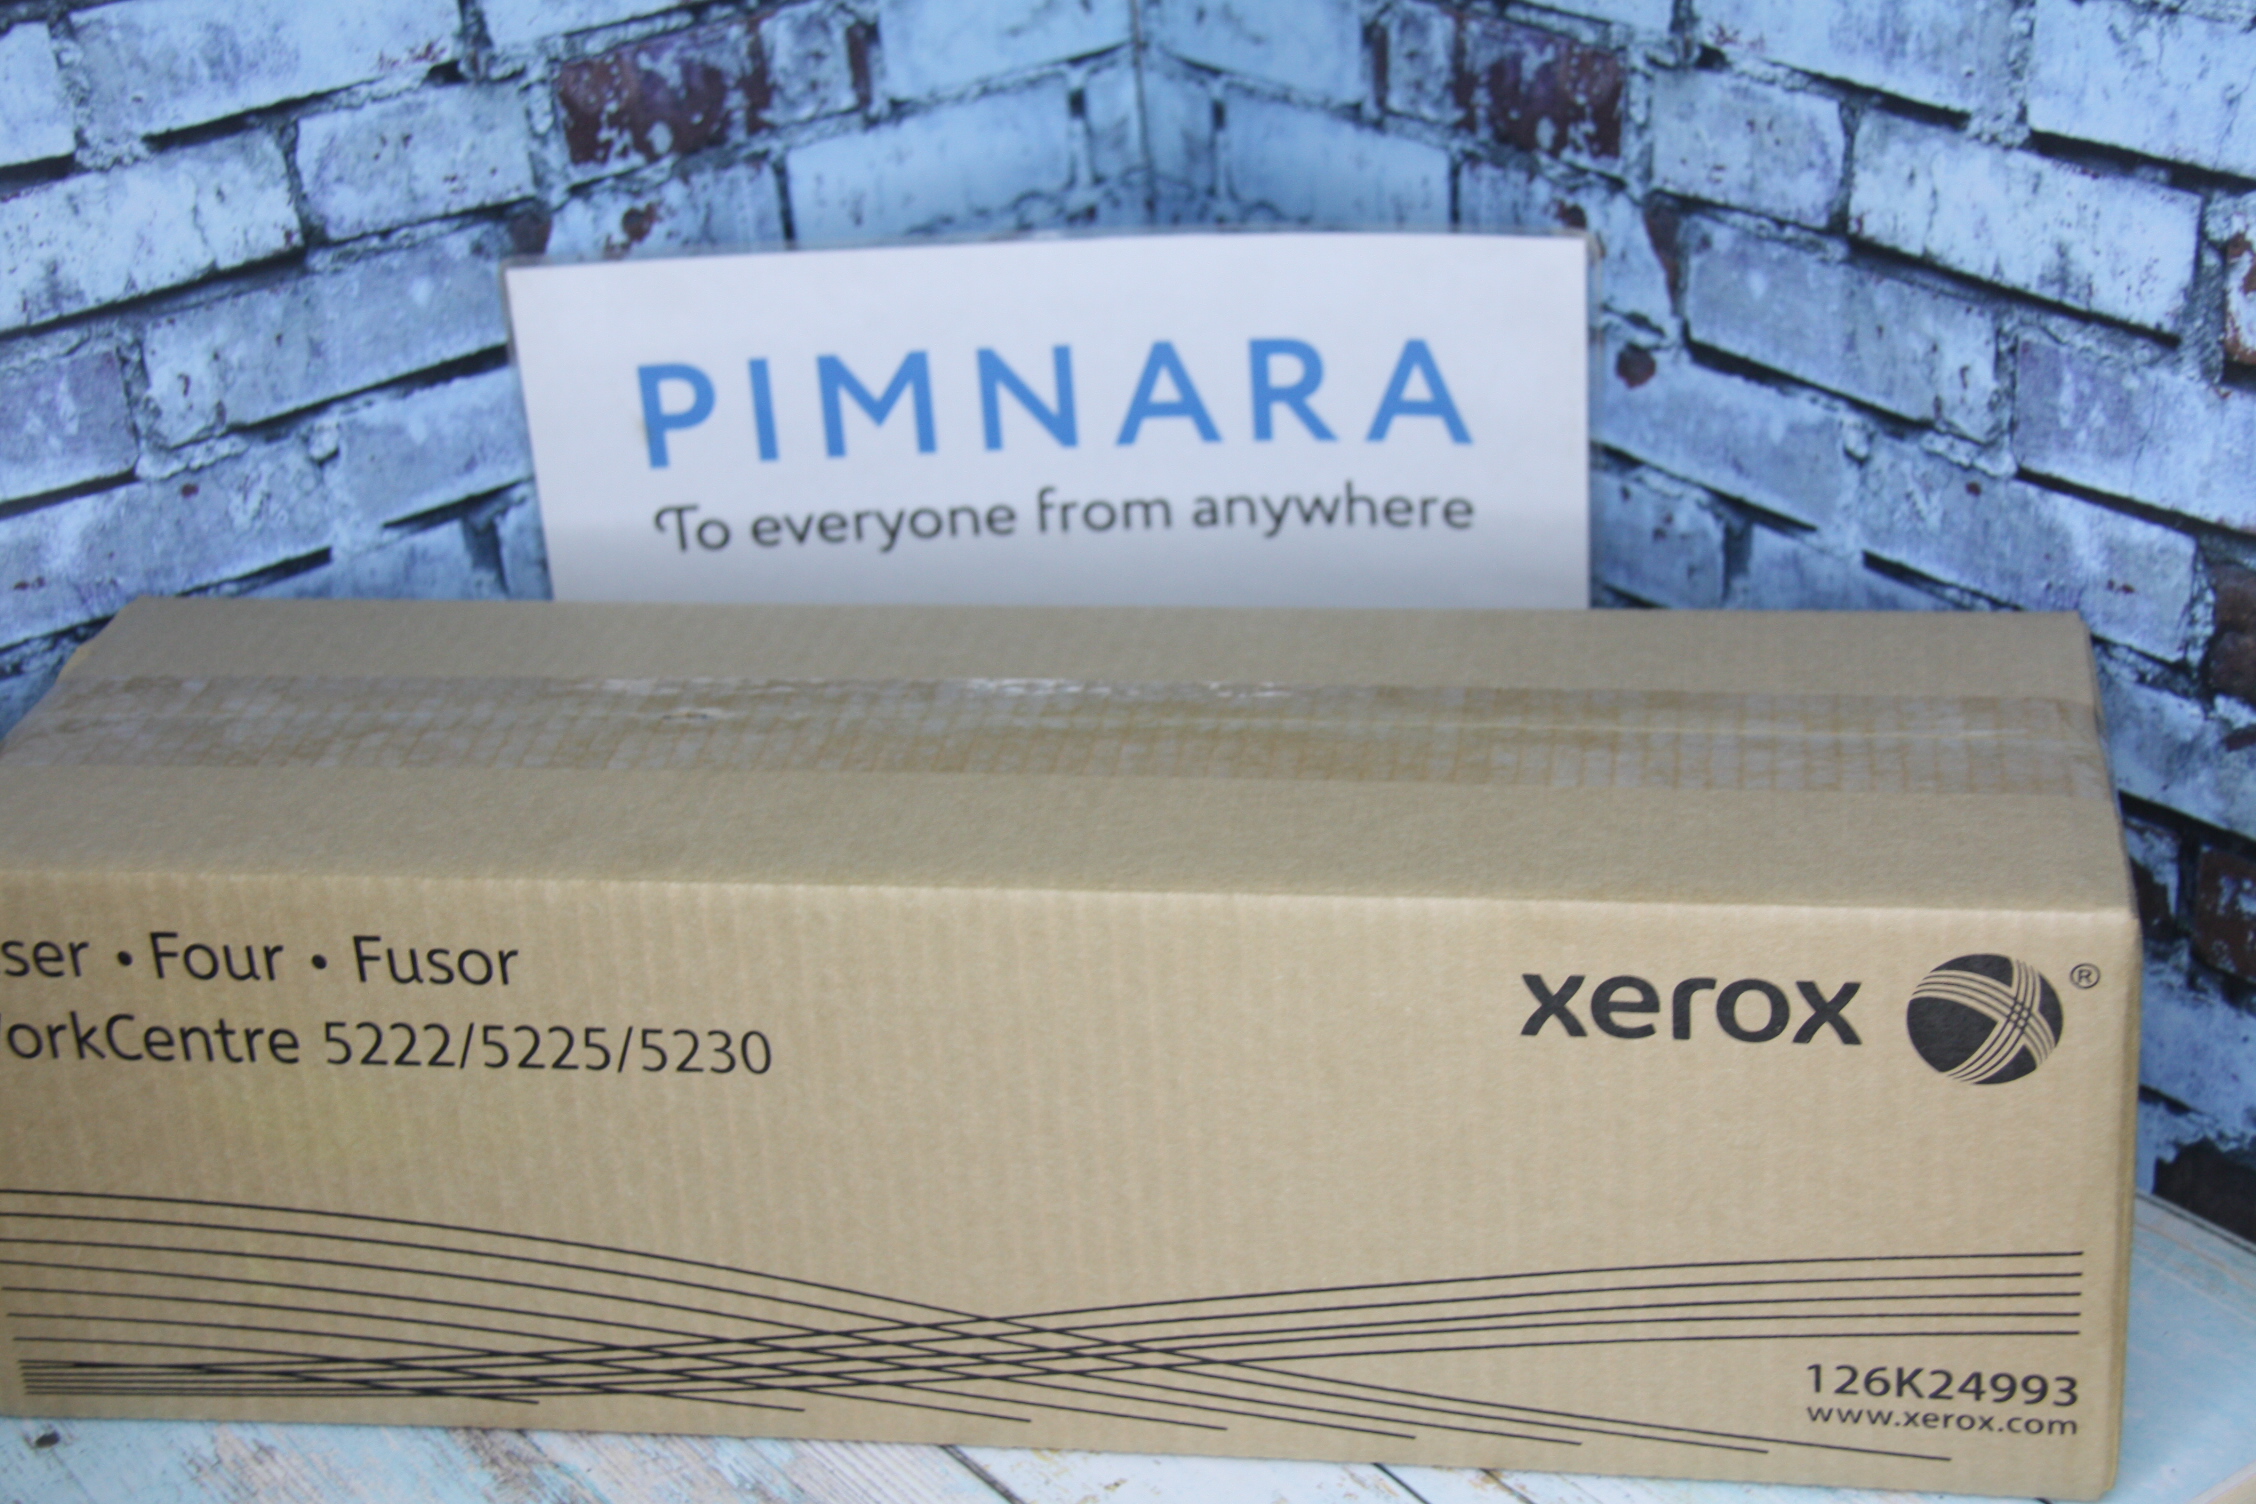 PIMNARA
To everyone from anywhere
ser • Four • Fusor
orkCentre 5222/5225/5230
xerox ®
126K24993
www.xerox.com